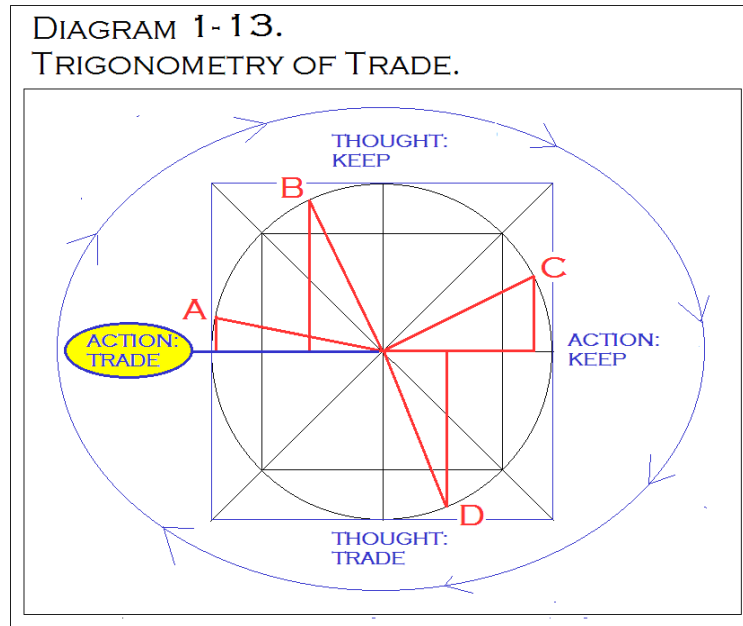 DIAGRAM 1-13.
TRIGONOMETRY OF TRADE.
THOUGHT:
KEEP
B
A
C
ACTION:
TRADE
ACTION:
KEEP
D
THOUGHT:
TRADE